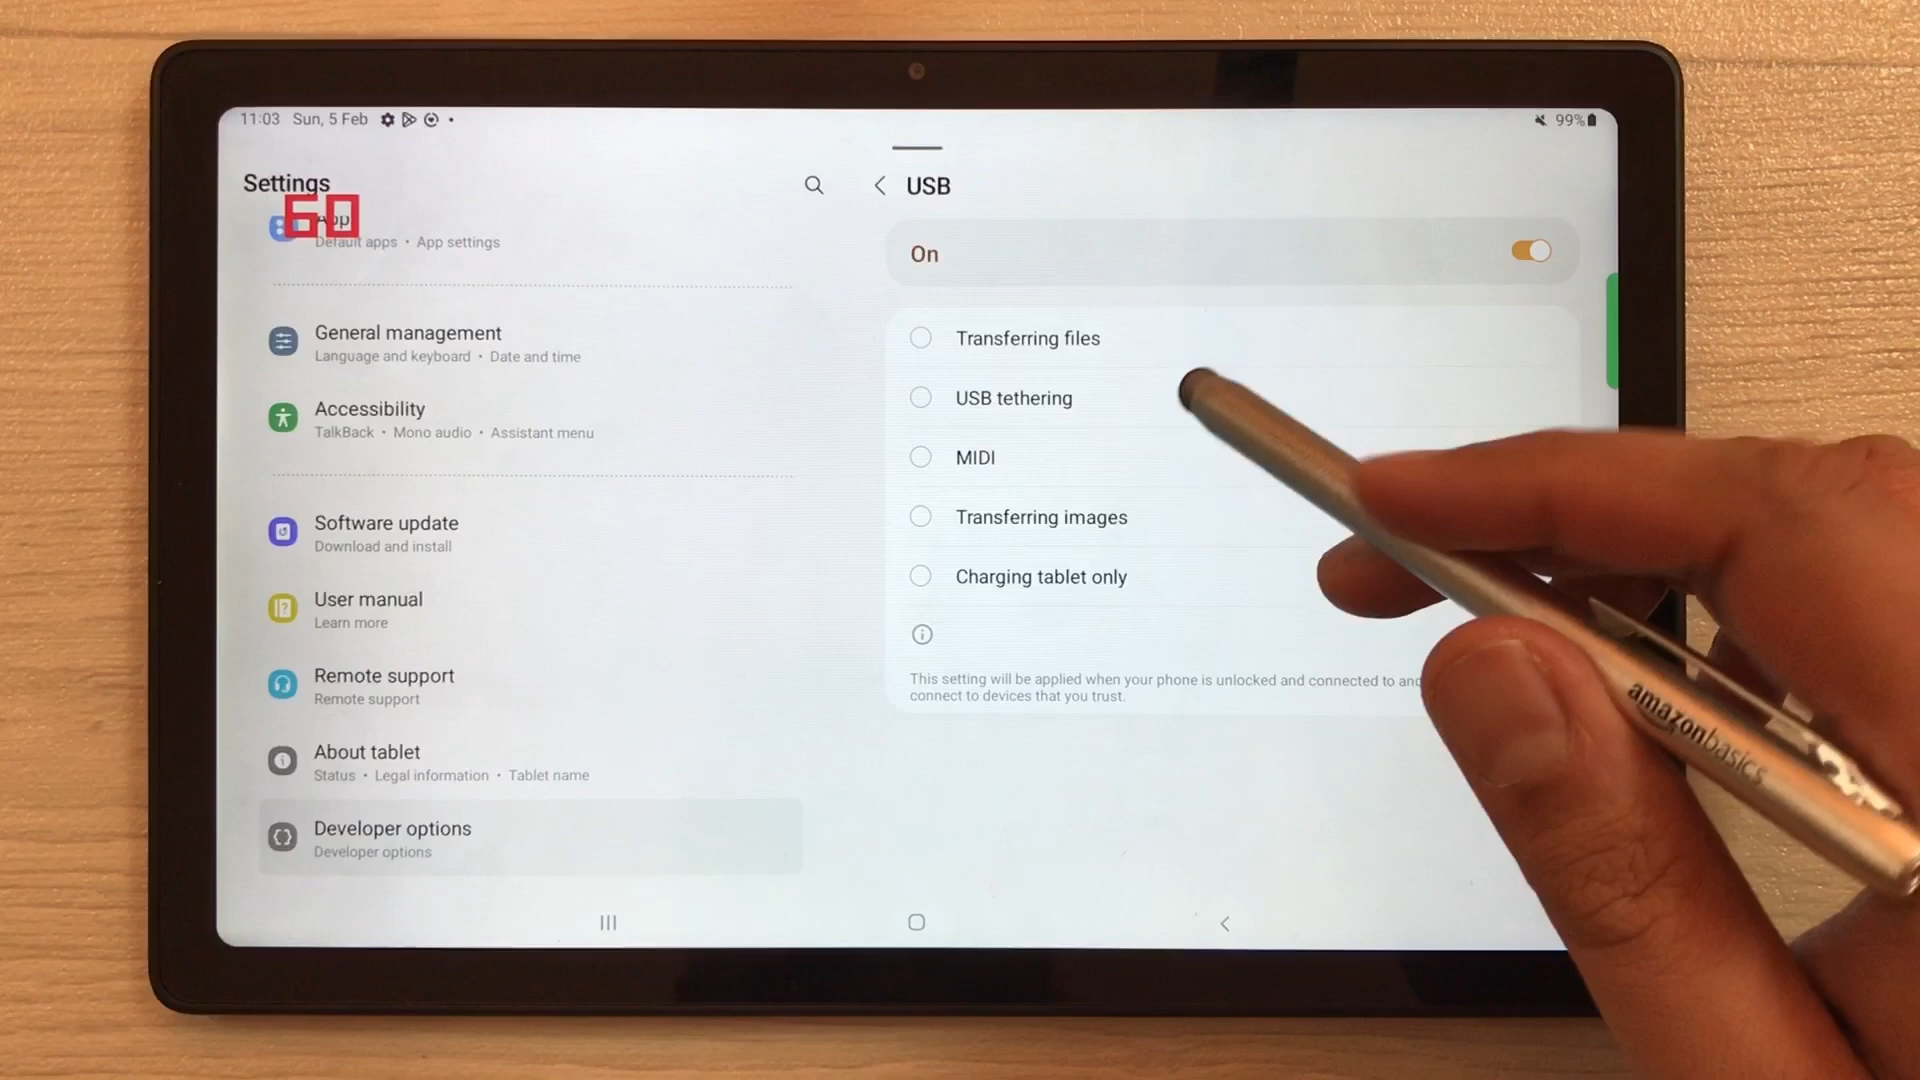 11:03 Sun, 5 Feb
99%
Settings
60
App
Default apps • App settings
General management
Language and keyboard • Date and time
Accessibility
TalkBack • Mono audio • Assistant menu
Software update
Download and install
User manual
Learn more
Remote support
Remote support
About tablet
Status • Legal information • Tablet name
Developer options
Developer options
USB
On
Transferring files
USB tethering
MIDI
Transferring images
Charging tablet only
This setting will be applied when your phone is unlocked and connected to and
connect to devices that you trust.
amazonbasics